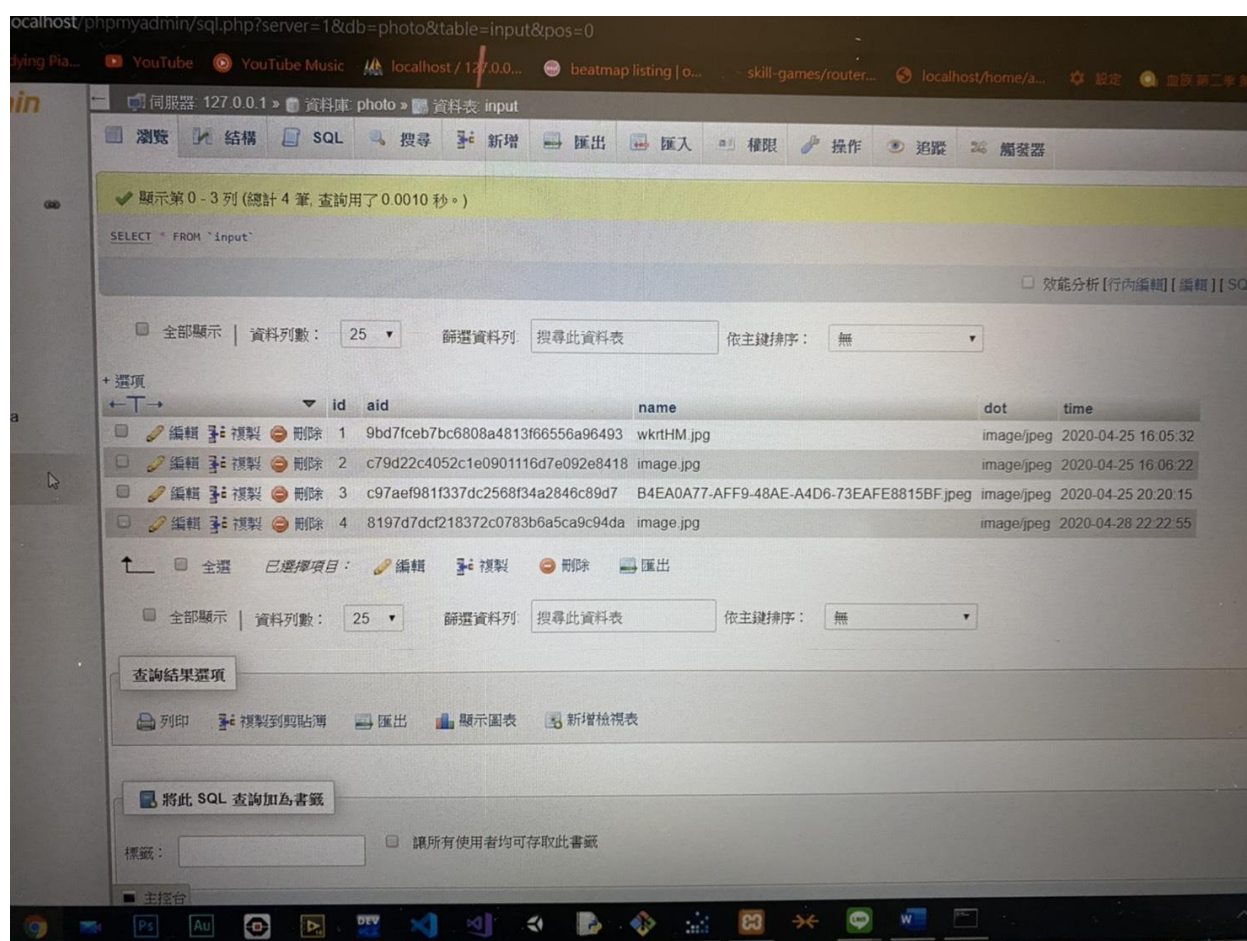 ocalhost/phpmyadmin/sql.php?server=1&db=photo&table=input&pos=0
YouTube YouTube Music localhost / 127.0.0... beatmap listing | o... skill-games/router... localhost/home/a... 設定
伺服器: 127.0.0.1 » 資料庫: photo » 資料表: input
瀏覽 結構 SQL 搜尋 新增 匯出 匯入 權限 操作 追蹤 觸發器
顯示第 0 - 3 列 (總計 4 筆, 查詢用了 0.0010 秒。)
SELECT * FROM `input`
效能分析 [行內編輯] [ 編輯 ] [ SQ
全部顯示 | 資料列數: 25 篩選資料列: 搜尋此資料表 依主鍵排序: 無
+ 選項
←T→ id aid name dot time
編輯 複製 刪除 1 9bd7fceb7bc6808a4813f66556a96493 wkrtHM.jpg image/jpeg 2020-04-25 16:05:32
編輯 複製 刪除 2 c79d22c4052c1e0901116d7e092e8418 image.jpg image/jpeg 2020-04-25 16:06:22
編輯 複製 刪除 3 c97aef981f337dc2568f34a2846c89d7 B4EA0A77-AFF9-48AE-A4D6-73EAFE8815BF.jpeg image/jpeg 2020-04-25 20:20:15
編輯 複製 刪除 4 8197d7dcf218372c0783b6a5ca9c94da image.jpg image/jpeg 2020-04-28 22:22:55
全選 已選擇項目: 編輯 複製 刪除 匯出
全部顯示 | 資料列數: 25 篩選資料列: 搜尋此資料表 依主鍵排序: 無
查詢結果選項
列印 複製到剪貼簿 匯出 顯示圖表 新增檢視表
將此 SQL 查詢加為書籤
標籤: 讓所有使用者均可存取此書籤
主控台
Ps Au DEV LINE W